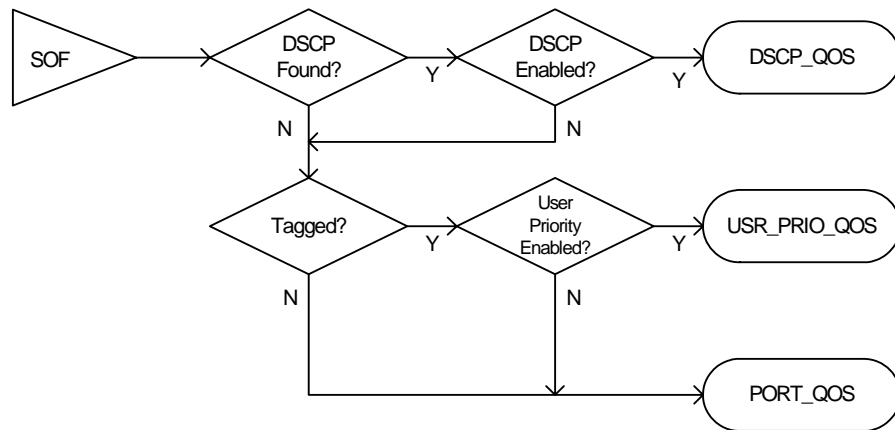 SOF
DSCP
Found?
Y
DSCP
Enabled?
Y
DSCP_QOS
N
N
Tagged?
Y
User
Priority
Enabled?
Y
USR_PRIO_QOS
N
N
PORT_QOS